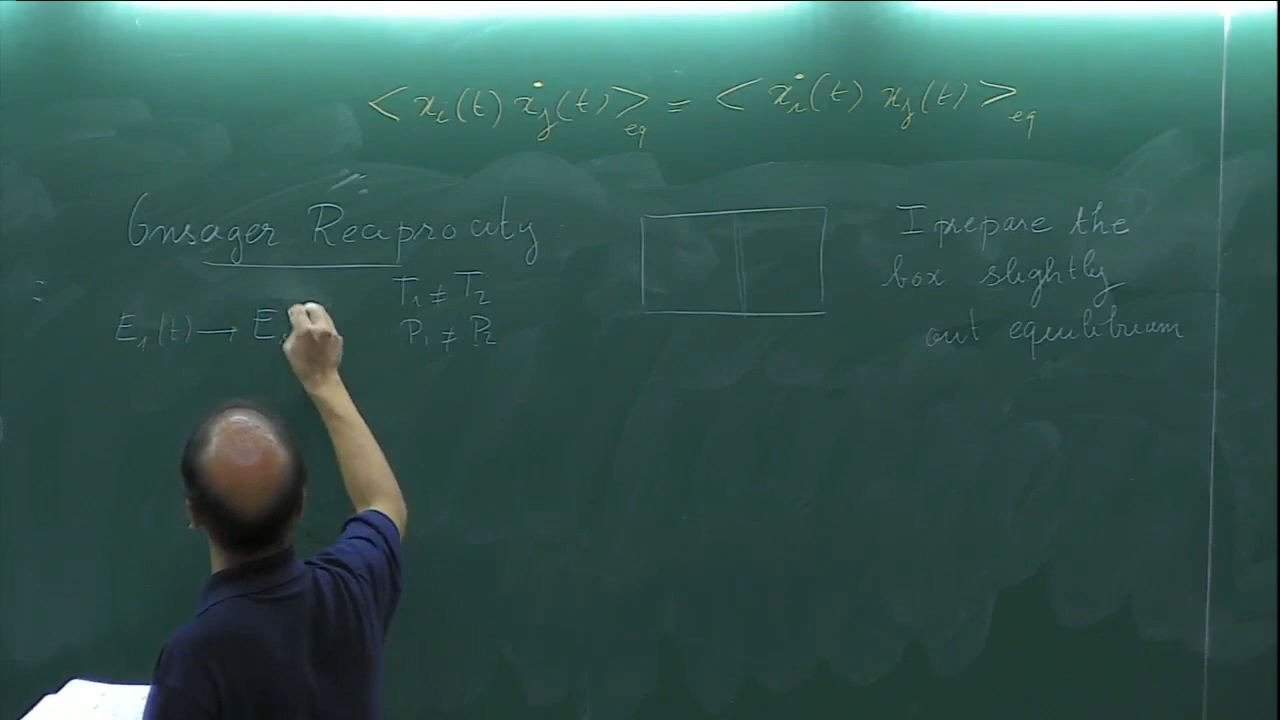 < x_i(t) ẋ_j(t) >_eq = < ẋ_i(t) x_j(t) >_eq
Onsager Reciprocity
T_1 ≠ T_2
E_1(t) → E
P_1 ≠ P_2
I prepare the
box slightly
out equilibrium